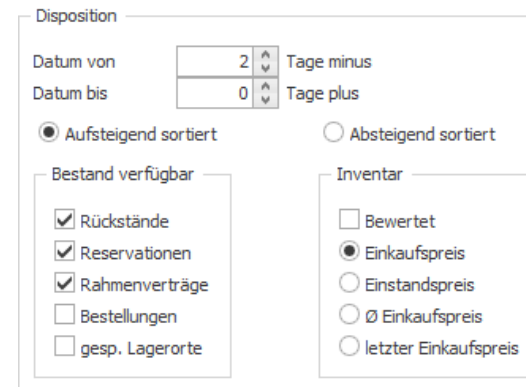 Disposition
Datum von 2 Tage minus
Datum bis 0 Tage plus
Aufsteigend sortiert Absteigend sortiert
Bestand verfügbar
Rückstände
Reservationen
Rahmenverträge
Bestellungen
gesp. Lagerorte
Inventar
Bewertet
Einkaufspreis
Einstandspreis
Ø Einkaufspreis
letzter Einkaufspreis